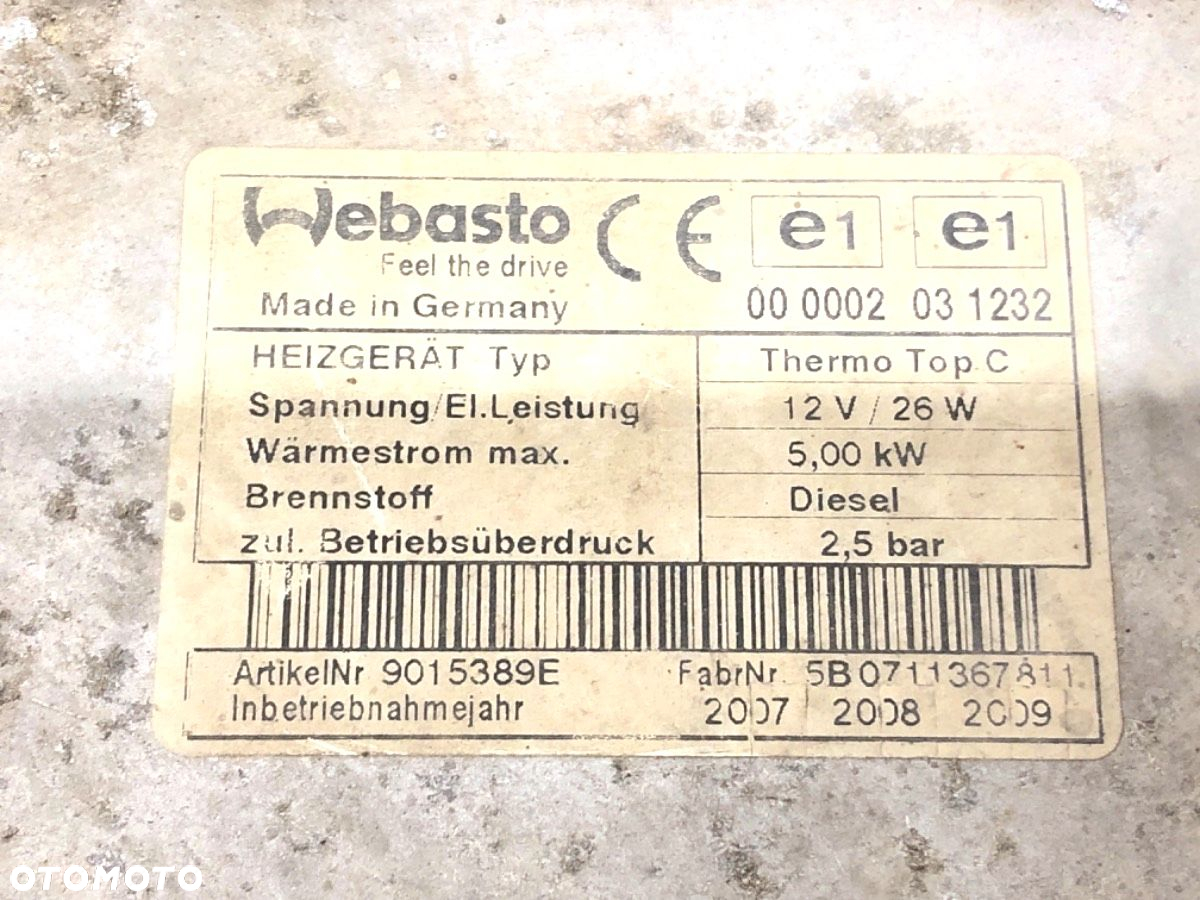 Webasto CE e1 e1
Feel the drive
Made in Germany 00 0002 03 1232
HEIZGERÄT Typ Thermo Top C
Spannung/El.Leistung 12 V / 26 W
Wärmestrom max. 5,00 kW
Brennstoff Diesel
zul. Betriebsüberdruck 2,5 bar
ArtikelNr 9015389E FabrNr. 5B0711367811
Inbetriebnahmejahr 2007 2008 2009
OTOMOTO